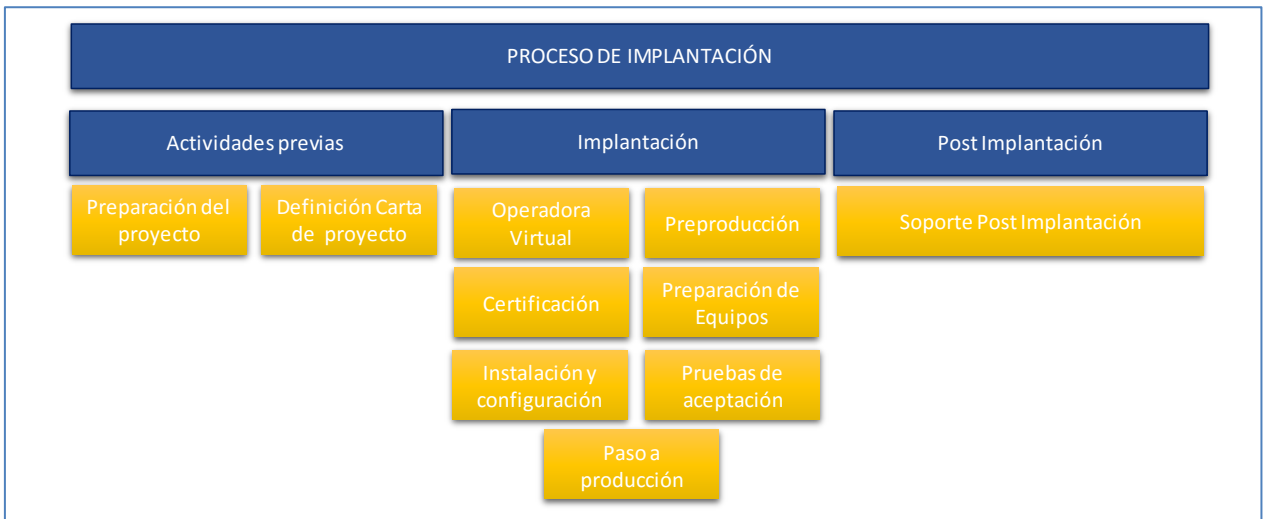 PROCESO DE IMPLANTACIÓN
Actividades previas
Implantación
Post Implantación
Preparación del
proyecto
Definición Carta
de proyecto
Operadora
Virtual
Preproducción
Soporte Post Implantación
Certificación
Preparación de
Equipos
Instalación y
configuración
Pruebas de
aceptación
Paso a
producción